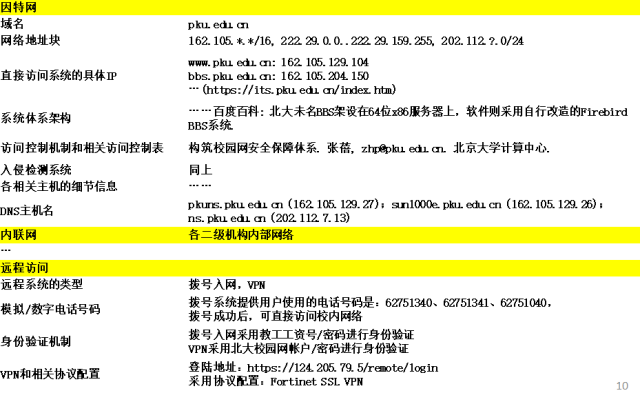 因特网
域名 pku.edu.cn
网络地址块 162.105.*.*/16, 222.29.0.0..222.29.159.255, 202.112.?.0/24
直接访问系统的具体IP www.pku.edu.cn: 162.105.129.104
bbs.pku.edu.cn: 162.105.204.150
…(https://its.pku.edu.cn/index.htm)
系统体系架构 ……百度百科: 北大未名BBS架设在64位x86服务器上，软件则采用自行改造的Firebird
BBS系统.
访问控制机制和相关访问控制表 构筑校园网安全保障体系. 张蓓, zhp@pku.edu.cn. 北京大学计算中心.
入侵检测系统 同上
各相关主机的细节信息 ……
DNS主机名 pkuns.pku.edu.cn (162.105.129.27)；sun1000e.pku.edu.cn (162.105.129.26)；
ns.pku.edu.cn (202.112.7.13)
内联网 各二级机构内部网络
…
远程访问
远程系统的类型 拨号入网，VPN
模拟/数字电话号码 拨号系统提供用户使用的电话号码是：62751340、62751341、62751040，
拨号成功后，可直接访问校内网络
身份验证机制 拨号入网采用教工工资号/密码进行身份验证
VPN采用北大校园网帐户/密码进行身份验证
VPN和相关协议配置 登陆地址：https://124.205.79.5/remote/login
采用协议配置：Fortinet SSL VPN
10